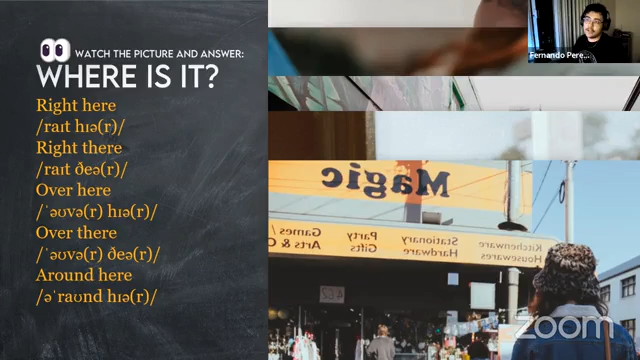 WATCH THE PICTURE AND ANSWER:
WHERE IS IT?
Right here
/raɪt hɪə(r)/
Right there
/raɪt ðeə(r)/
Over here
/ˈəʊvə(r) hɪə(r)/
Over there
/ˈəʊvə(r) ðeə(r)/
Around here
/əˈraʊnd hɪə(r)/
Fernando Pere...
Magic
Games /
Arts & C
Party
Gifts
Stationary
Hardware
Kitchenware
Housewares
zoom